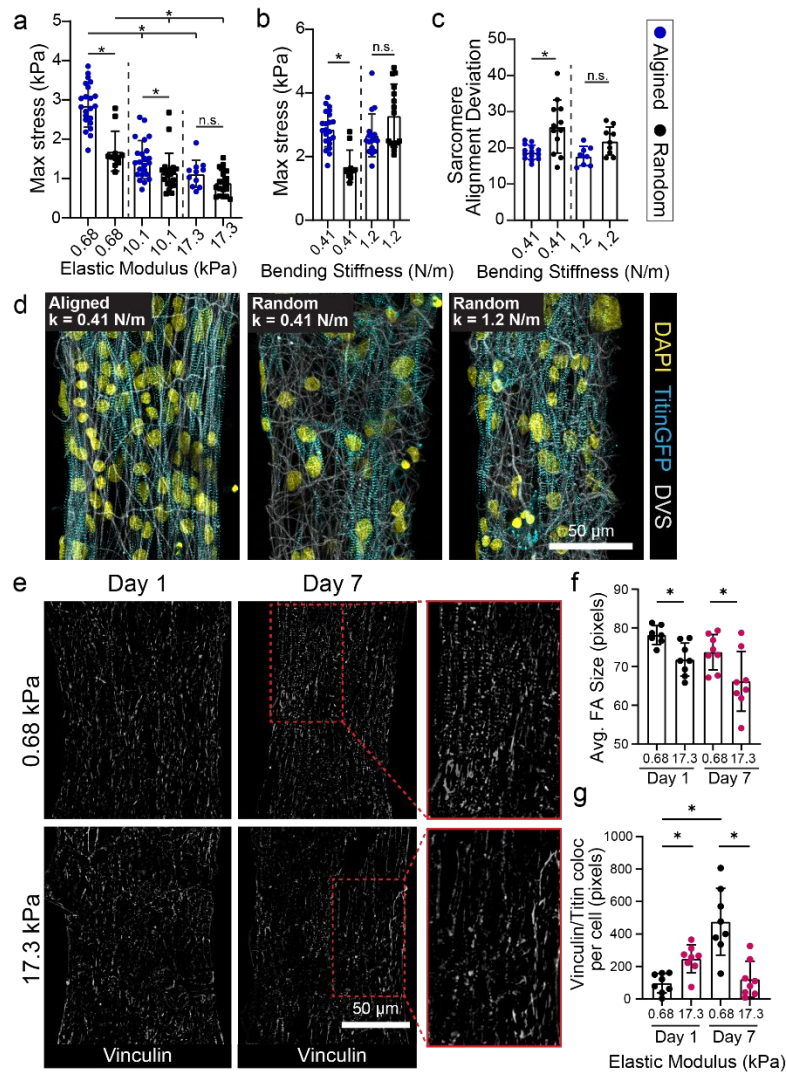 a
Max stress (kPa)
5
4
3
2
1
0
*
*
*
*
*
*
n.s.
0.68
0.68
10.1
10.1
17.3
17.3
Elastic Modulus (kPa)
b
Max stress (kPa)
6
4
2
0
*
n.s.
0.41
0.41
1.2
1.2
Bending Stiffness (N/m)
c
Sarcomere
Alignment Deviation
50
40
30
20
10
0
*
n.s.
0.41
0.41
1.2
1.2
Bending Stiffness (N/m)
Algined
Random
d
Aligned
k = 0.41 N/m
Random
k = 0.41 N/m
Random
k = 1.2 N/m
50 µm
DAPI TitinGFP DVS
e
Day 1
Day 7
0.68 kPa
17.3 kPa
50 µm
Vinculin
Vinculin
f
Avg. FA Size (pixels)
90
80
70
60
50
*
*
0.68 17.3 0.68 17.3
Day 1 Day 7
g
Vinculin/Titin coloc
per cell (pixels)
1000
800
600
400
200
0
*
*
*
0.68 17.3 0.68 17.3
Day 1 Day 7
Elastic Modulus (kPa)